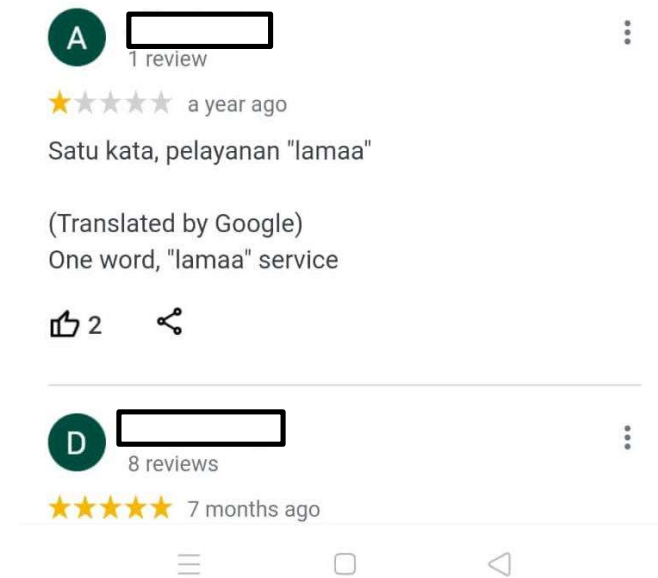 A
1 review
a year ago
Satu kata, pelayanan "lamaa"
(Translated by Google)
One word, "lamaa" service
2
D
8 reviews
7 months ago